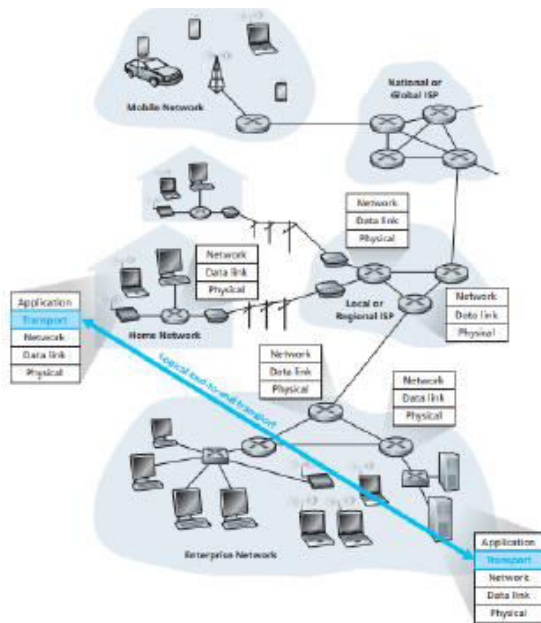 Mobile Network
National or
Global ISP
Network
Data link
Physical
Network
Data link
Physical
Application
Transport
Network
Data link
Physical
Home Network
Local or
Regional ISP
Network
Data link
Physical
Network
Data link
Physical
Network
Data link
Physical
Logical end-to-end transport
Enterprise Network
Application
Transport
Network
Data link
Physical